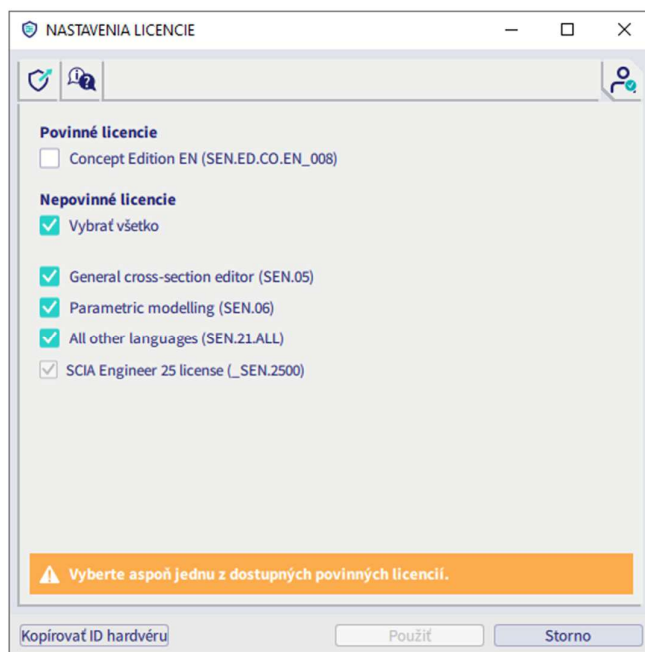 NASTAVENIA LICENCIE
Povinné licencie
Concept Edition EN (SEN.ED.CO.EN_008)
Nepovinné licencie
Vybrať všetko
General cross-section editor (SEN.05)
Parametric modelling (SEN.06)
All other languages (SEN.21.ALL)
SCIA Engineer 25 license (_SEN.2500)
Vyberte aspoň jednu z dostupných povinných licencií.
Kopírovať ID hardvéru Použiť Storno